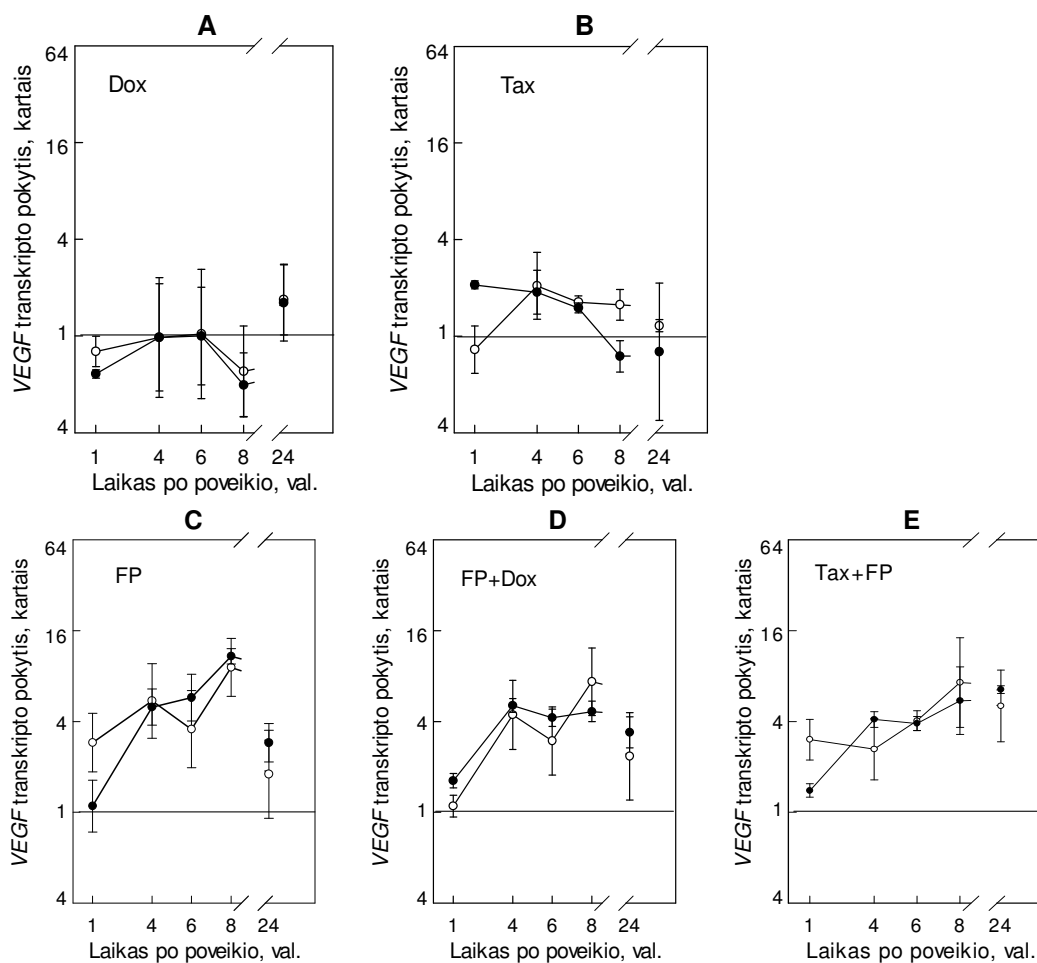 A
VEGF transkripto pokytis, kartais
64
16
4
1
4
Dox
1 4 6 8 24
Laikas po poveikio, val.
B
VEGF transkripto pokytis, kartais
64
16
4
1
4
Tax
1 4 6 8 24
Laikas po poveikio, val.
C
VEGF transkripto pokytis, kartais
64
16
4
1
4
FP
1 4 6 8 24
Laikas po poveikio, val.
D
VEGF transkripto pokytis, kartais
64
16
4
1
4
FP+Dox
1 4 6 8 24
Laikas po poveikio, val.
E
VEGF transkripto pokytis, kartais
64
16
4
1
4
Tax+FP
1 4 6 8 24
Laikas po poveikio, val.